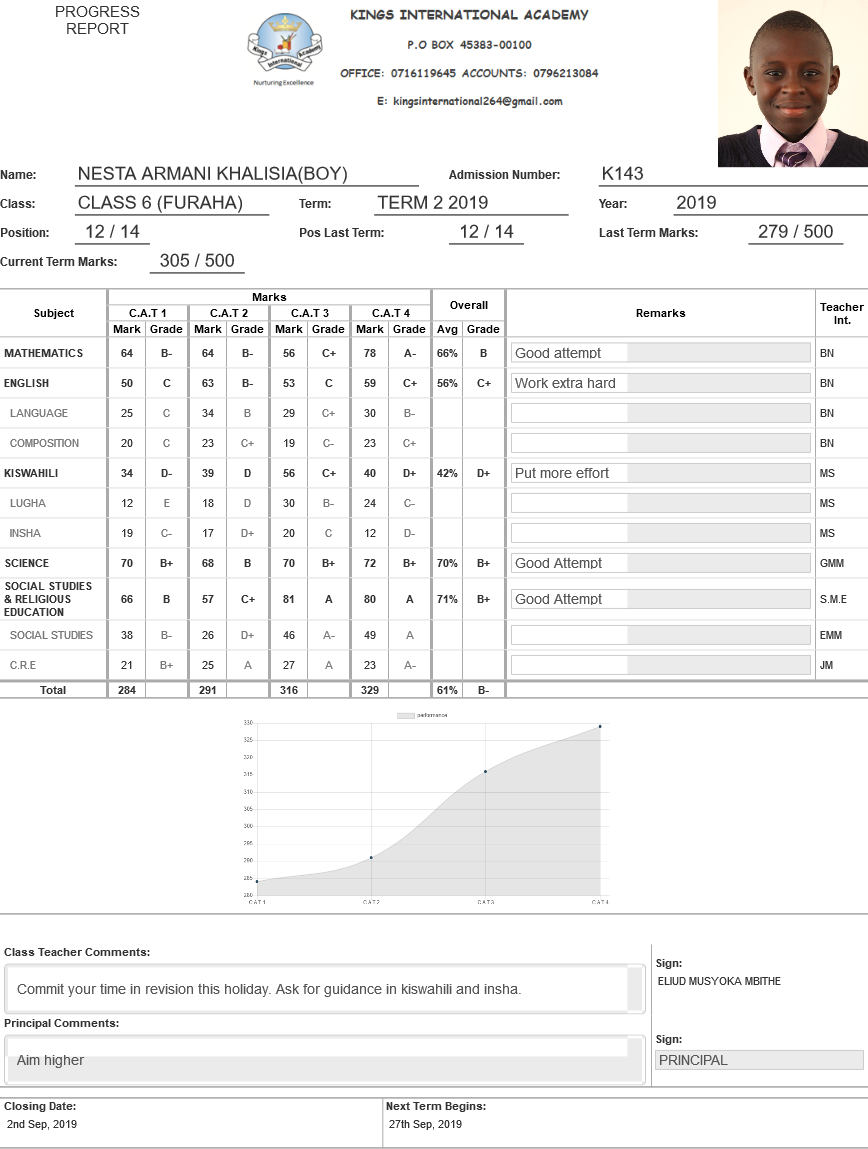 PROGRESS
REPORT
Kings International Academy
Nurturing Excellence
KINGS INTERNATIONAL ACADEMY
P.O BOX 45383-00100
OFFICE: 0716119645 ACCOUNTS: 0796213084
E: kingsinternational264@gmail.com
Name: NESTA ARMANI KHALISIA(BOY) Admission Number: K143
Class: CLASS 6 (FURAHA) Term: TERM 2 2019 Year: 2019
Position: 12 / 14 Pos Last Term: 12 / 14 Last Term Marks: 279 / 500
Current Term Marks: 305 / 500
Subject Marks Overall Remarks Teacher Int.
C.A.T 1 C.A.T 2 C.A.T 3 C.A.T 4
Mark Grade Mark Grade Mark Grade Mark Grade Avg Grade
MATHEMATICS 64 B- 64 B- 56 C+ 78 A- 66% B Good attempt BN
ENGLISH 50 C 63 B- 53 C 59 C+ 56% C+ Work extra hard BN
LANGUAGE 25 C 34 B 29 C+ 30 B- BN
COMPOSITION 20 C 23 C+ 19 C- 23 C+ BN
KISWAHILI 34 D- 39 D 56 C+ 40 D+ 42% D+ Put more effort MS
LUGHA 12 E 18 D 30 B- 24 C- MS
INSHA 19 C- 17 D+ 20 C 12 D- MS
SCIENCE 70 B+ 68 B 70 B+ 72 B+ 70% B+ Good Attempt GMM
SOCIAL STUDIES
& RELIGIOUS
EDUCATION 66 B 57 C+ 81 A 80 A 71% B+ Good Attempt S.M.E
SOCIAL STUDIES 38 B- 26 D+ 46 A- 49 A EMM
C.R.E 21 B+ 25 A 27 A 23 A- JM
Total 284 291 316 329 61% B-
performance
330
325
320
315
310
305
300
295
290
285
280
CAT1 CAT2 CAT3 CAT4
Class Teacher Comments:
Commit your time in revision this holiday. Ask for guidance in kiswahili and insha.
Sign:
ELIUD MUSYOKA MBITHE
Principal Comments:
Aim higher
Sign:
PRINCIPAL
Closing Date: Next Term Begins:
2nd Sep, 2019 27th Sep, 2019